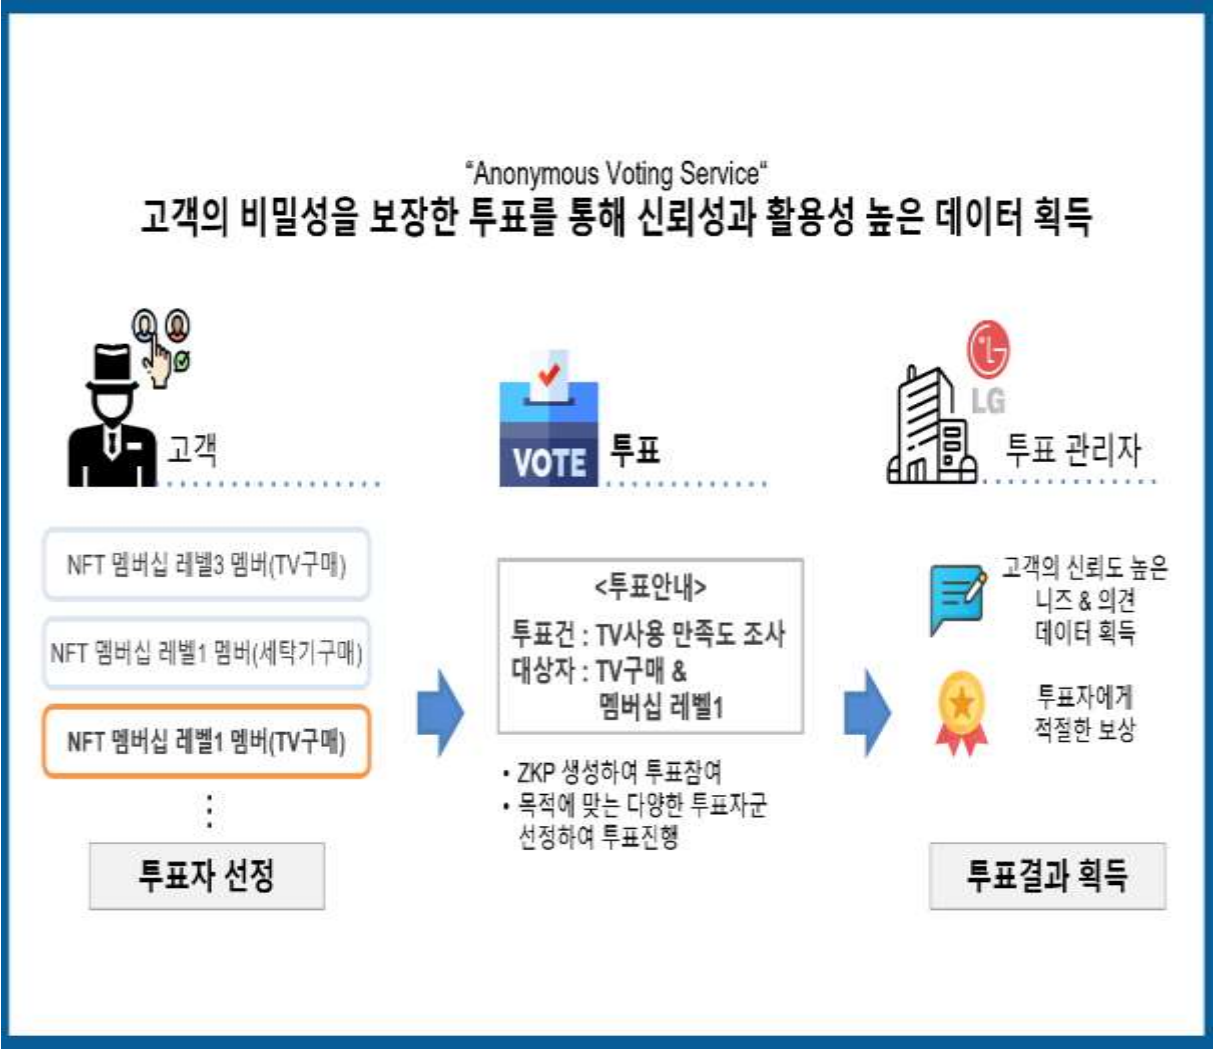 “Anonymous Voting Service“
고객의 비밀성을 보장한 투표를 통해 신뢰성과 활용성 높은 데이터 획득
고객
NFT 멤버십 레벨3 멤버(TV구매)
NFT 멤버십 레벨1 멤버(세탁기구매)
NFT 멤버십 레벨1 멤버(TV구매)
⋮
투표자 선정
VOTE
투표
<투표안내>
투표건 : TV사용 만족도 조사
대상자 : TV구매 &
멤버십 레벨1
• ZKP 생성하여 투표참여
• 목적에 맞는 다양한 투표자군
선정하여 투표진행
LG
투표 관리자
고객의 신뢰도 높은
니즈 & 의견
데이터 획득
투표자에게
적절한 보상
투표결과 획득